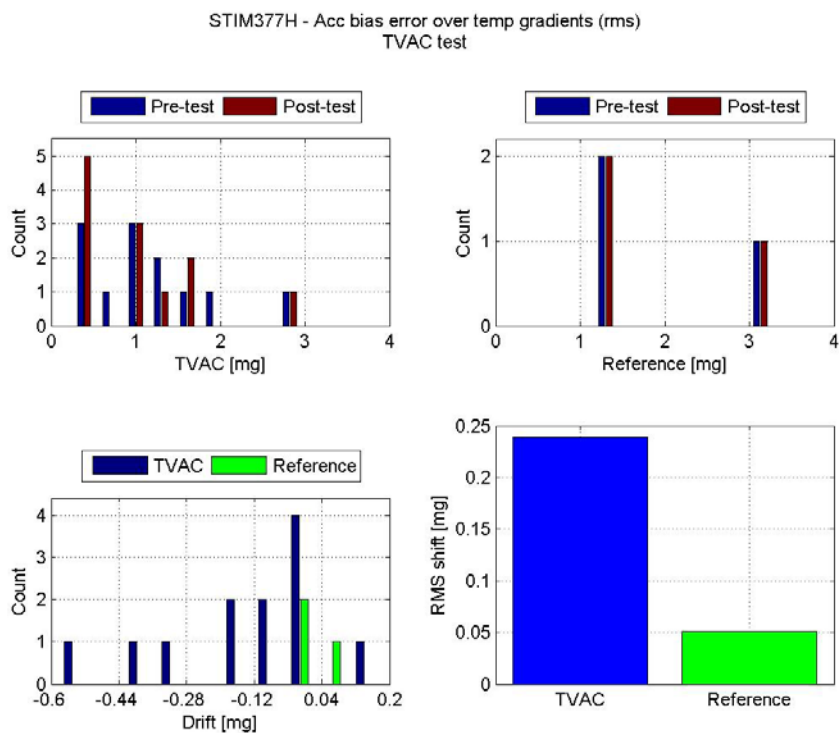 STIM377H - Acc bias error over temp gradients (rms)
TVAC test
Pre-test Post-test
5
4
3
2
1
0
Count
0 1 2 3 4
TVAC [mg]
Pre-test Post-test
2
1
0
Count
0 1 2 3 4
Reference [mg]
TVAC Reference
4
3
2
1
0
Count
-0.6 -0.44 -0.28 -0.12 0.04 0.2
Drift [mg]
0.25
0.2
0.15
0.1
0.05
0
RMS shift [mg]
TVAC Reference